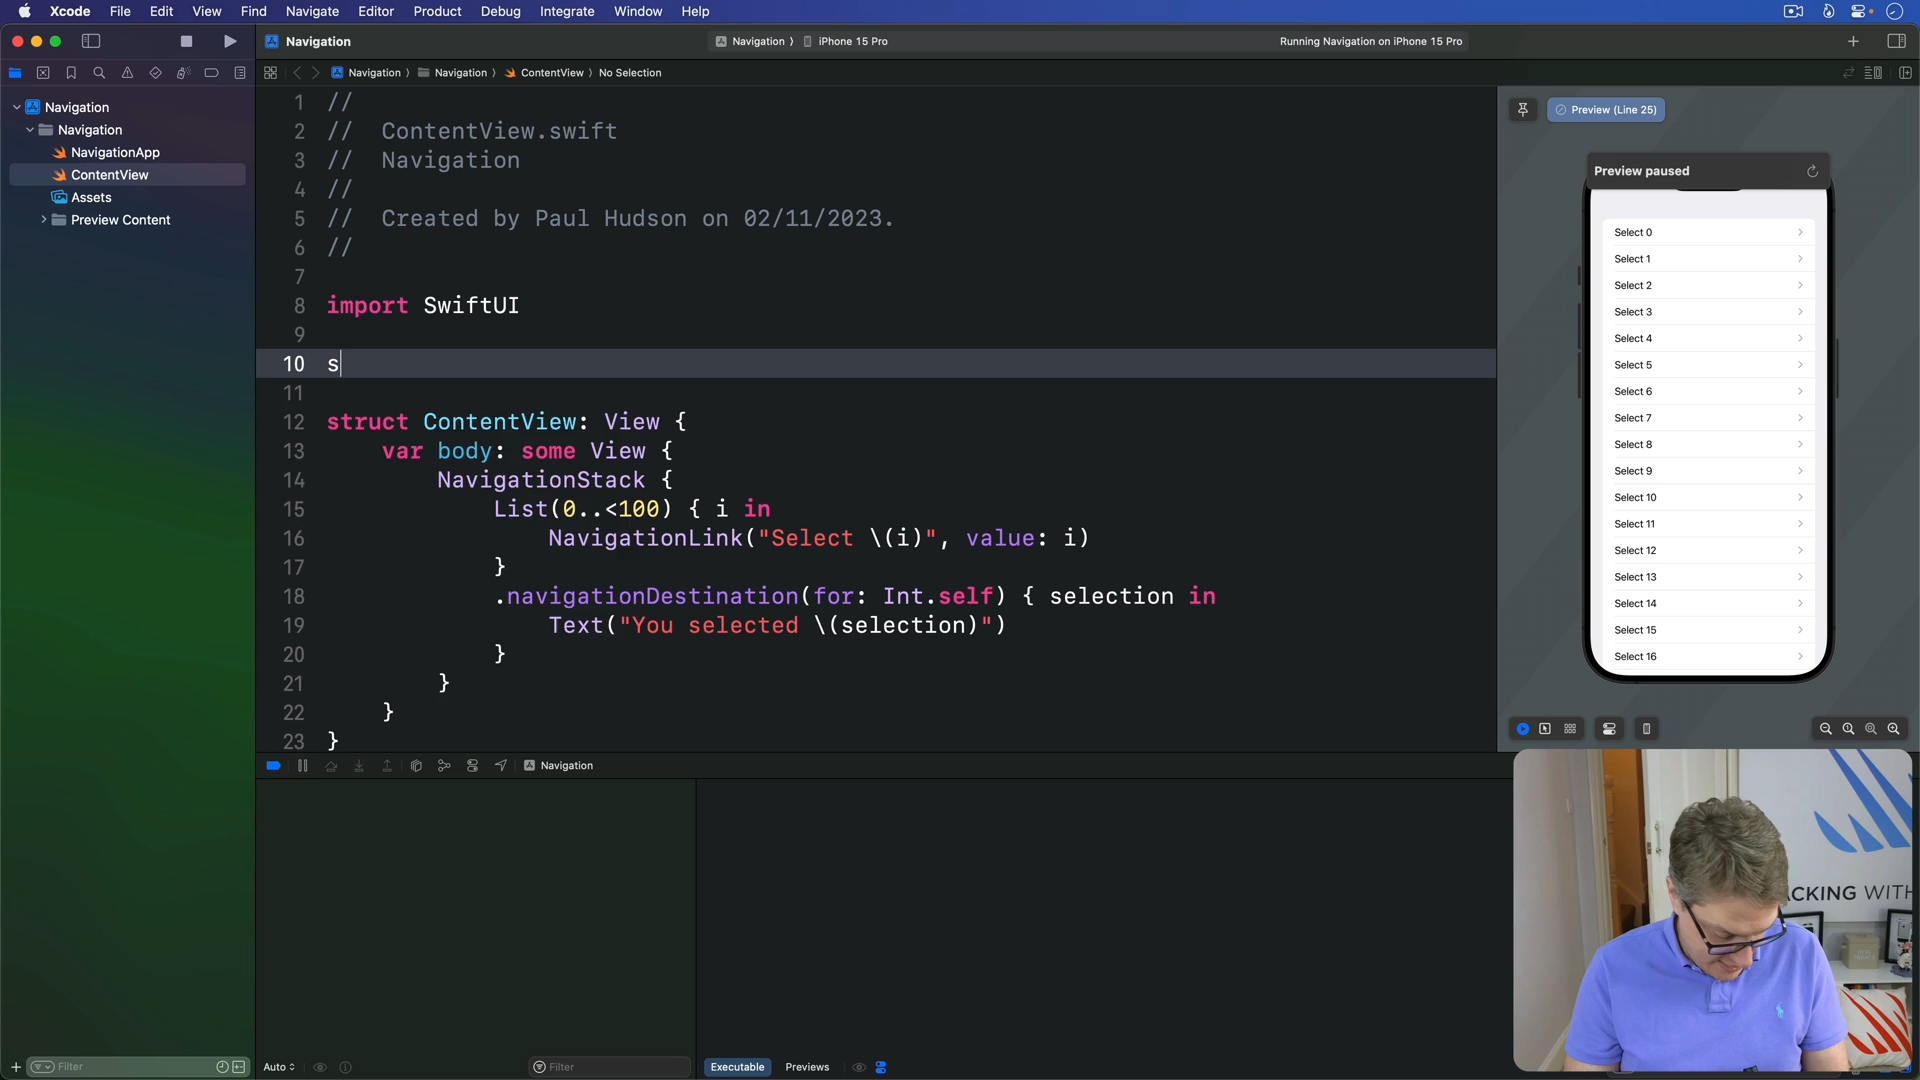 Xcode File Edit View Find Navigate Editor Product Debug Integrate Window Help
Navigation
Navigation 〉 iPhone 15 Pro
Running Navigation on iPhone 15 Pro
Navigation 〉 Navigation 〉 ContentView 〉 No Selection
Navigation
Navigation
NavigationApp
ContentView
Assets
Preview Content
1 //
2 //  ContentView.swift
3 //  Navigation
4 //
5 //  Created by Paul Hudson on 02/11/2023.
6 //
7
8 import SwiftUI
9
10 s
11
12 struct ContentView: View {
13     var body: some View {
14         NavigationStack {
15             List(0..<100) { i in
16                 NavigationLink("Select \(i)", value: i)
17             }
18             .navigationDestination(for: Int.self) { selection in
19                 Text("You selected \(selection)")
20             }
21         }
22     }
23 }
Preview (Line 25)
Preview paused
Select 0
Select 1
Select 2
Select 3
Select 4
Select 5
Select 6
Select 7
Select 8
Select 9
Select 10
Select 11
Select 12
Select 13
Select 14
Select 15
Select 16
Navigation
ACKING WITH
Filter
Auto
Filter
Executable Previews